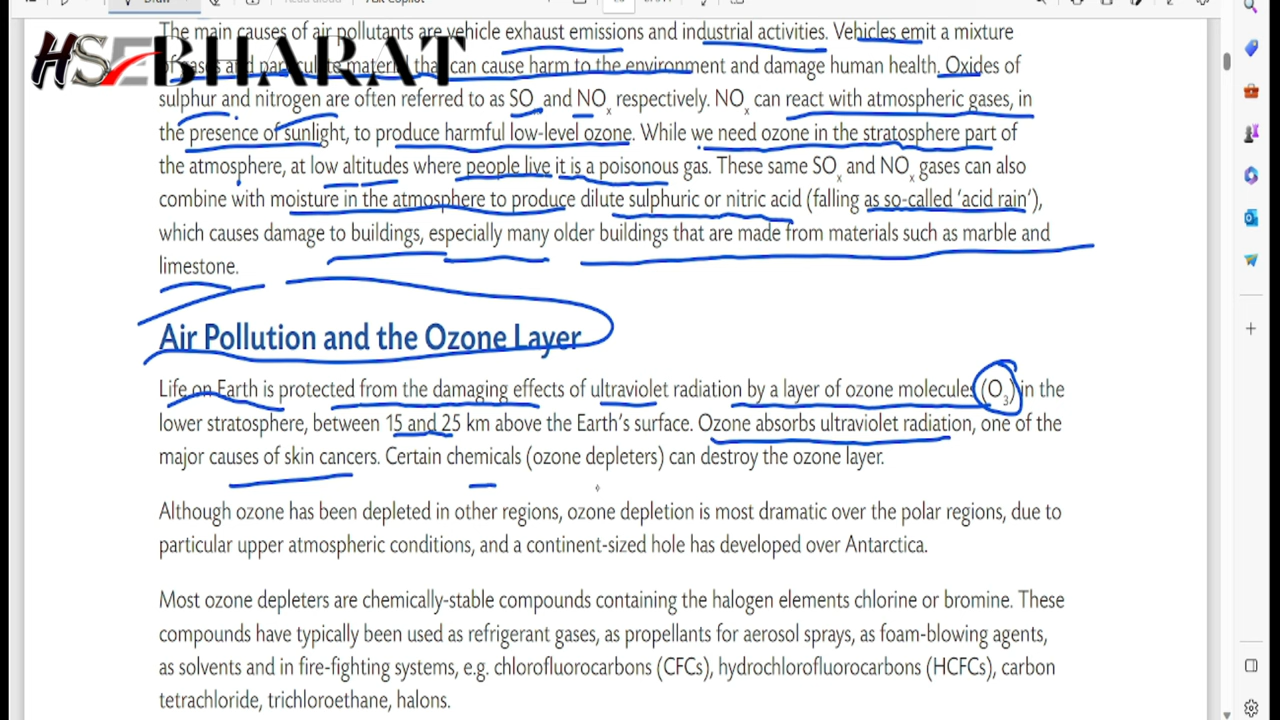 The main causes of air pollutants are vehicle exhaust emissions and industrial activities. Vehicles emit a mixture
HSE BHARAT
of gases and particulate material that can cause harm to the environment and damage human health. Oxides of
sulphur and nitrogen are often referred to as SOx and NOx respectively. NOx can react with atmospheric gases, in
the presence of sunlight, to produce harmful low-level ozone. While we need ozone in the stratosphere part of
the atmosphere, at low altitudes where people live it is a poisonous gas. These same SOx and NOx gases can also
combine with moisture in the atmosphere to produce dilute sulphuric or nitric acid (falling as so-called ‘acid rain’),
which causes damage to buildings, especially many older buildings that are made from materials such as marble and
limestone.
Air Pollution and the Ozone Layer
Life on Earth is protected from the damaging effects of ultraviolet radiation by a layer of ozone molecules (O3) in the
lower stratosphere, between 15 and 25 km above the Earth’s surface. Ozone absorbs ultraviolet radiation, one of the
major causes of skin cancers. Certain chemicals (ozone depleters) can destroy the ozone layer.
Although ozone has been depleted in other regions, ozone depletion is most dramatic over the polar regions, due to
particular upper atmospheric conditions, and a continent-sized hole has developed over Antarctica.
Most ozone depleters are chemically-stable compounds containing the halogen elements chlorine or bromine. These
compounds have typically been used as refrigerant gases, as propellants for aerosol sprays, as foam-blowing agents,
as solvents and in fire-fighting systems, e.g. chlorofluorocarbons (CFCs), hydrochlorofluorocarbons (HCFCs), carbon
tetrachloride, trichloroethane, halons.